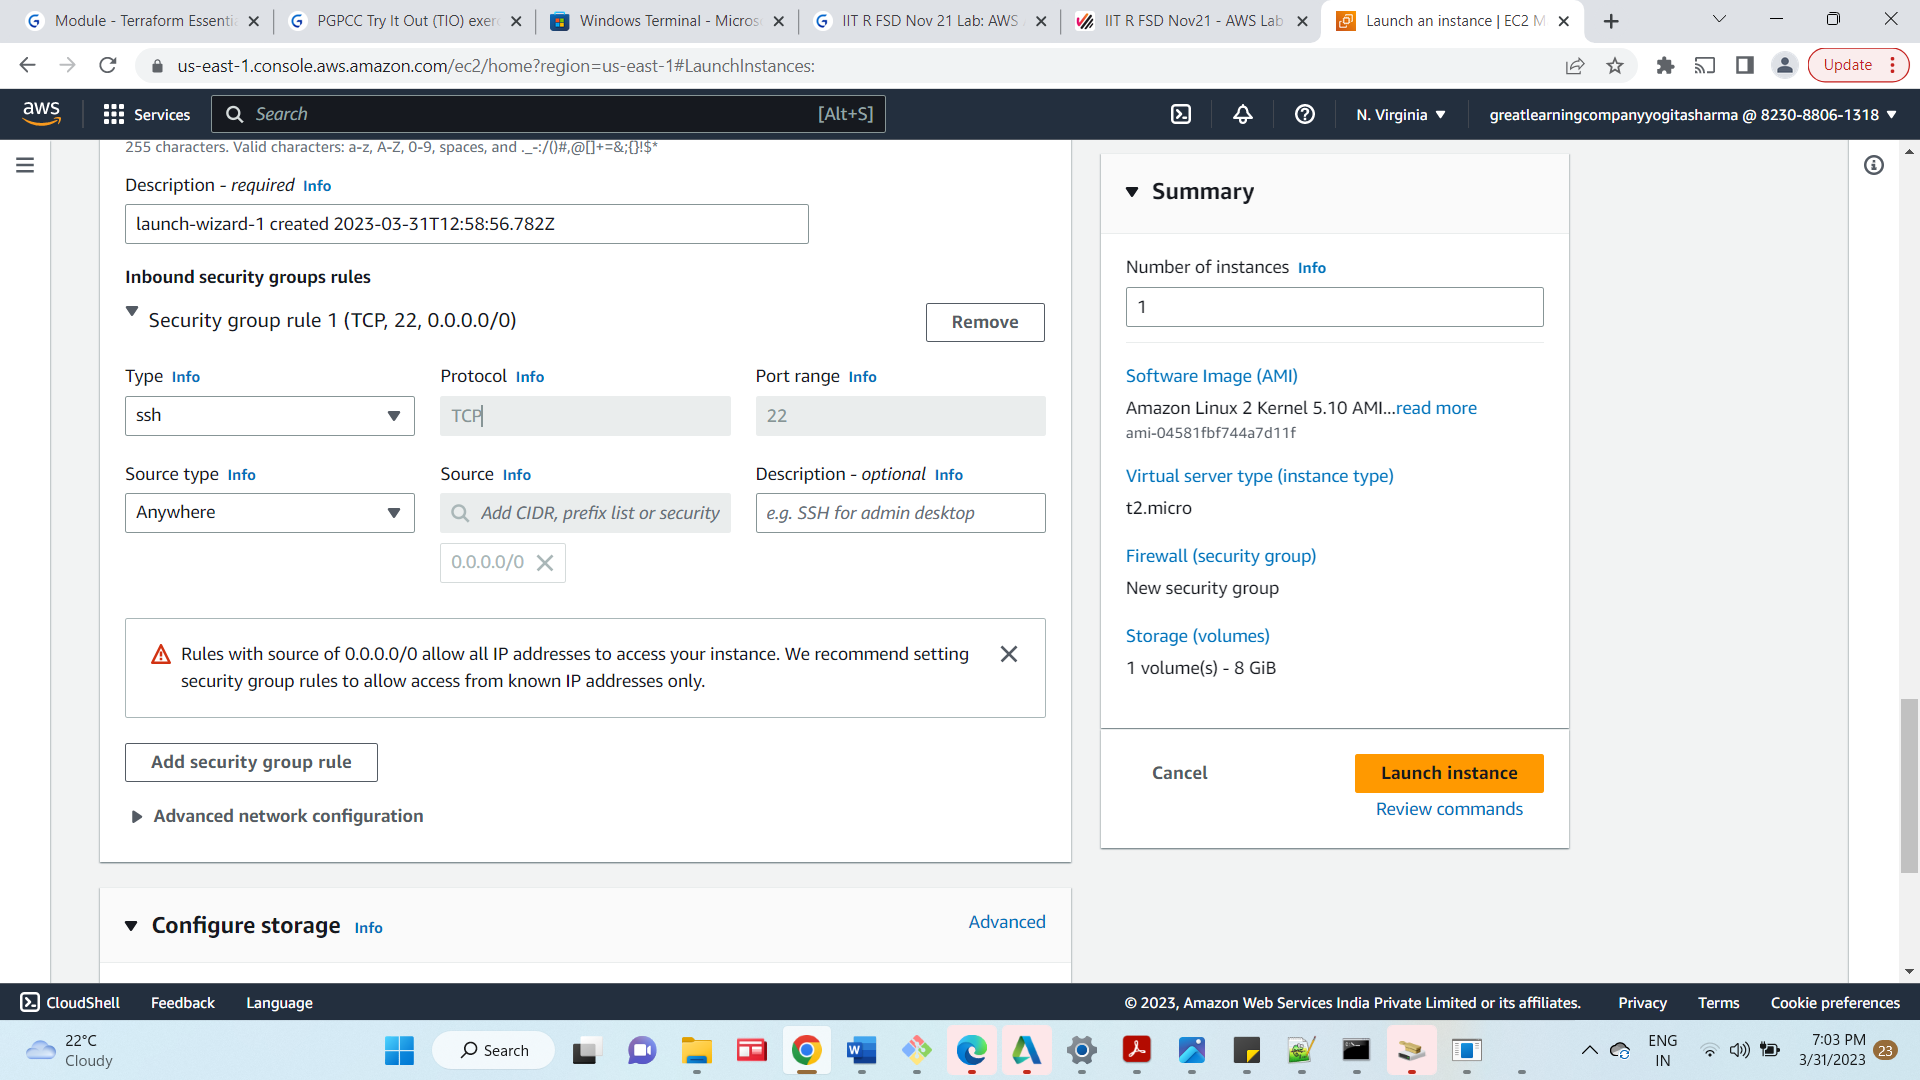 Module - Terraform Essenti
PGPCC Try It Out (TIO) exer
Windows Terminal - Micros
IIT R FSD Nov 21 Lab: AWS
IIT R FSD Nov21 - AWS Lab
Launch an instance | EC2 M
us-east-1.console.aws.amazon.com/ec2/home?region=us-east-1#LaunchInstances:
Update
aws
Services
Search
[Alt+S]
N. Virginia
greatlearningcompanyyogitasharma @ 8230-8806-1318
255 characters. Valid characters: a-z, A-Z, 0-9, spaces, and ._-:/()#,@[]+=&;{}!$*
Description - required Info
launch-wizard-1 created 2023-03-31T12:58:56.782Z
Inbound security groups rules
Security group rule 1 (TCP, 22, 0.0.0.0/0)
Remove
Type Info
Protocol Info
Port range Info
ssh
TCP
22
Source type Info
Source Info
Description - optional Info
Anywhere
Add CIDR, prefix list or security
e.g. SSH for admin desktop
0.0.0.0/0
Rules with source of 0.0.0.0/0 allow all IP addresses to access your instance. We recommend setting
security group rules to allow access from known IP addresses only.
Add security group rule
Advanced network configuration
Configure storage Info
Advanced
Summary
Number of instances Info
1
Software Image (AMI)
Amazon Linux 2 Kernel 5.10 AMI...read more
ami-04581fbf744a7d11f
Virtual server type (instance type)
t2.micro
Firewall (security group)
New security group
Storage (volumes)
1 volume(s) - 8 GiB
Cancel
Launch instance
Review commands
CloudShell
Feedback
Language
© 2023, Amazon Web Services India Private Limited or its affiliates.
Privacy
Terms
Cookie preferences
22°C
Cloudy
Search
ENG
IN
7:03 PM
3/31/2023
23